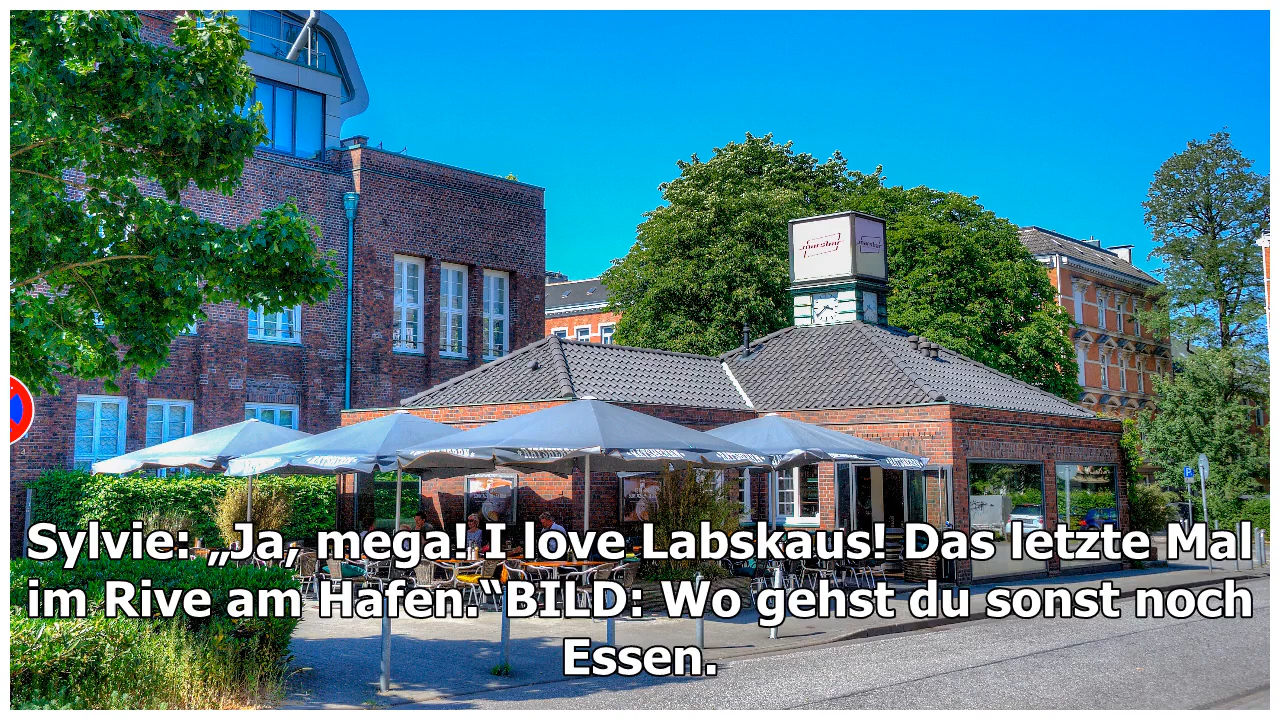 Sylvie: „Ja, mega! I love Labskaus! Das letzte Mal
im Rive am Hafen.“BILD: Wo gehst du sonst noch
Essen.